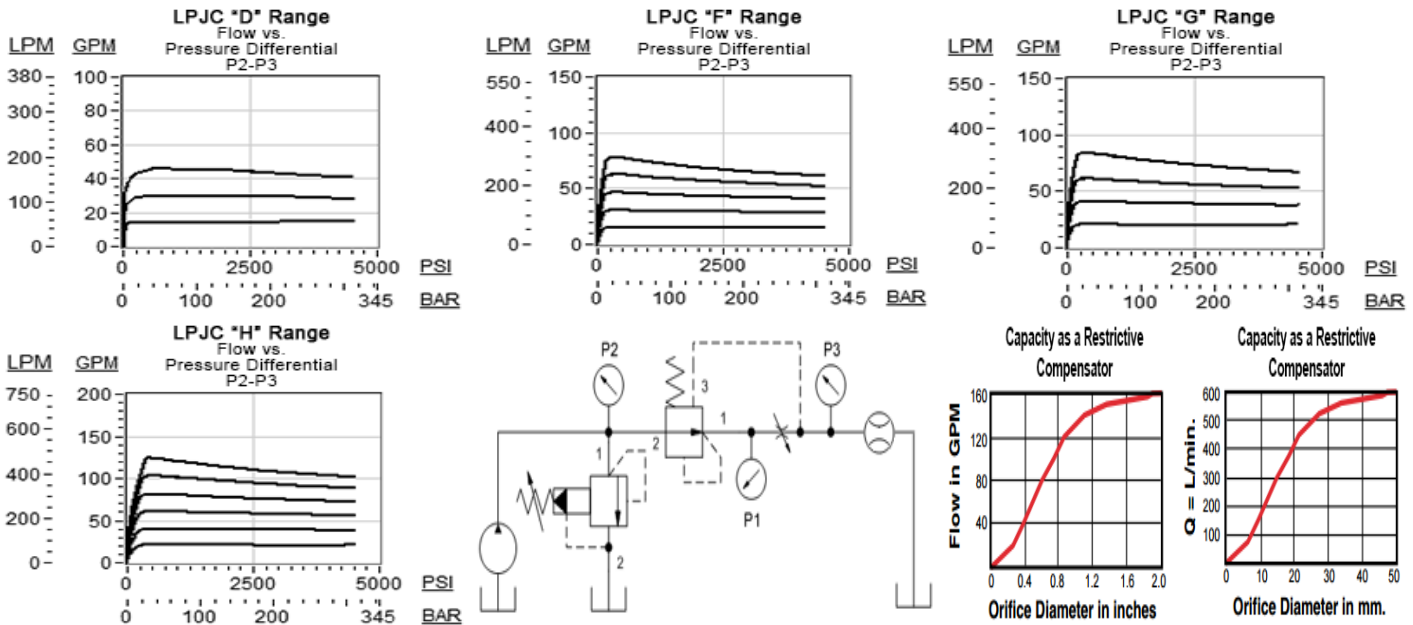 LPJC "D" Range
Flow vs.
Pressure Differential
P2-P3
LPM GPM
380
300
200
100
0
100
80
60
40
20
0
0 2500 5000 PSI
0 100 200 345 BAR
LPJC "F" Range
Flow vs.
Pressure Differential
P2-P3
LPM GPM
550
400
200
0
150
100
50
0
0 2500 5000 PSI
0 100 200 345 BAR
LPJC "G" Range
Flow vs.
Pressure Differential
P2-P3
LPM GPM
550
400
200
0
150
100
50
0
0 2500 5000 PSI
0 100 200 345 BAR
LPJC "H" Range
Flow vs.
Pressure Differential
P2-P3
LPM GPM
750
600
400
200
0
200
150
100
50
0
0 2500 5000 PSI
0 100 200 345 BAR
P2
P3
3
1
2
1
P1
2
Capacity as a Restrictive
Compensator
Flow in GPM
160
120
80
40
0 0.4 0.8 1.2 1.6 2.0
Orifice Diameter in inches
Capacity as a Restrictive
Compensator
Q = L/min.
600
500
400
300
200
100
0 10 20 30 40 50
Orifice Diameter in mm.